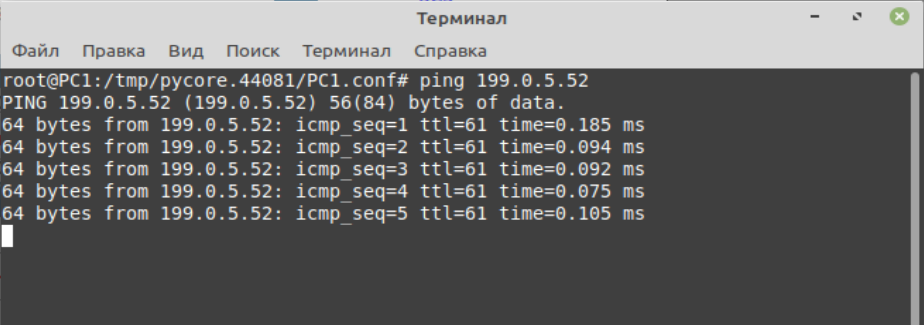 Терминал
Файл Правка Вид Поиск Терминал Справка
root@PC1:/tmp/pycore.44081/PC1.conf# ping 199.0.5.52
PING 199.0.5.52 (199.0.5.52) 56(84) bytes of data.
64 bytes from 199.0.5.52: icmp_seq=1 ttl=61 time=0.185 ms
64 bytes from 199.0.5.52: icmp_seq=2 ttl=61 time=0.094 ms
64 bytes from 199.0.5.52: icmp_seq=3 ttl=61 time=0.092 ms
64 bytes from 199.0.5.52: icmp_seq=4 ttl=61 time=0.075 ms
64 bytes from 199.0.5.52: icmp_seq=5 ttl=61 time=0.105 ms